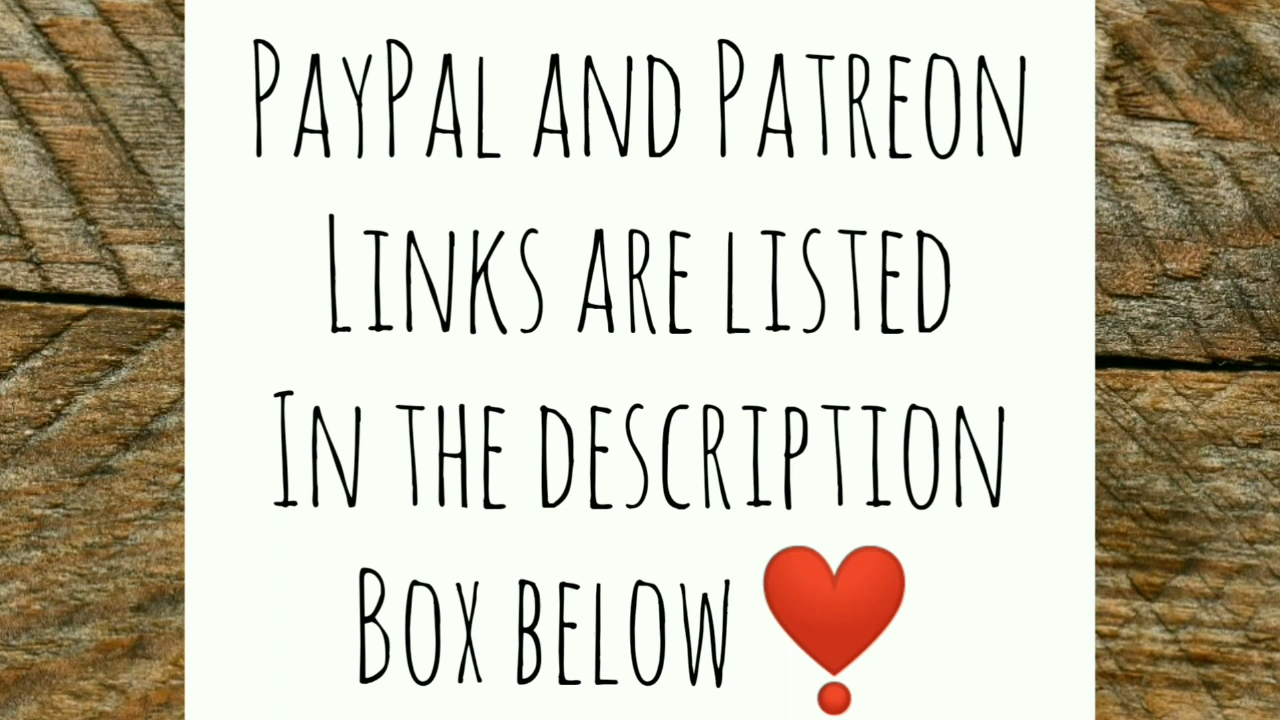 PayPal and Patreon
Links are listed
In the description
Box below ❣